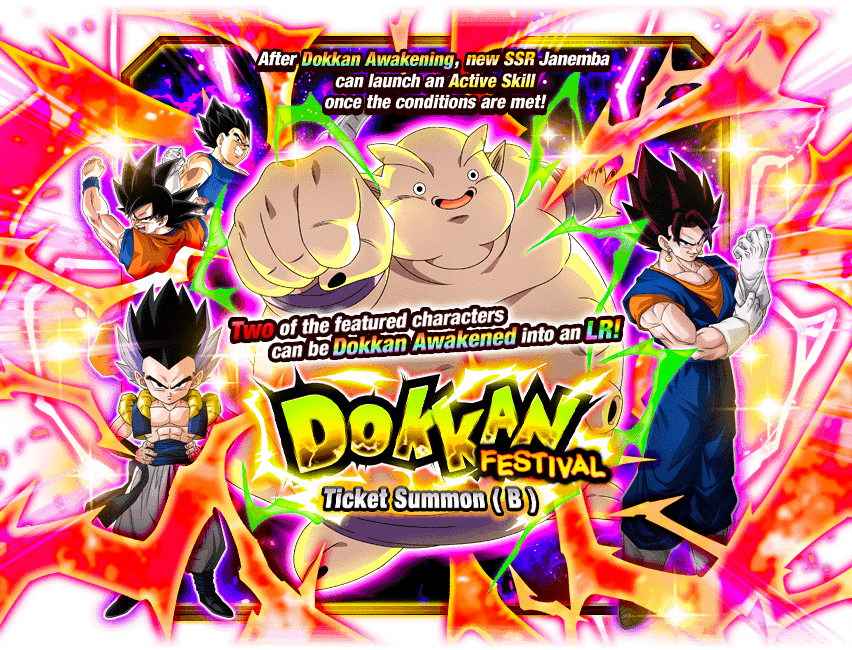 After Dokkan Awakening, new SSR Janemba
can launch an Active Skill
once the conditions are met!
Two of the featured characters
can be Dokkan Awakened into an LR!
DOKKAN
FESTIVAL
Ticket Summon ( B )